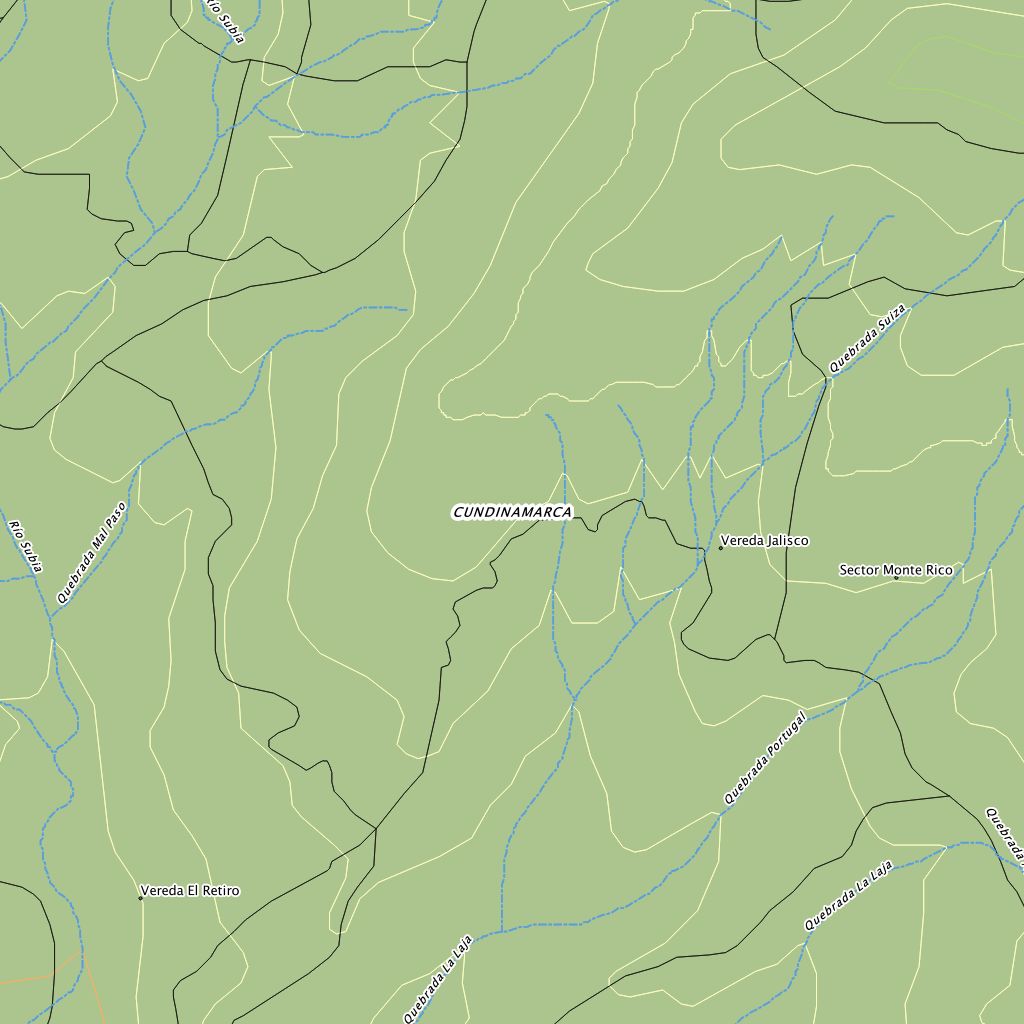 Río Subia
Quebrada Suiza
CUNDINAMARCA
Quebrada Mal Paso
Río Subia
Vereda Jalisco
Sector Monte Rico
Quebrada Portugal
Quebrada
Vereda El Retiro
Quebrada La Laja
Quebrada La Laja